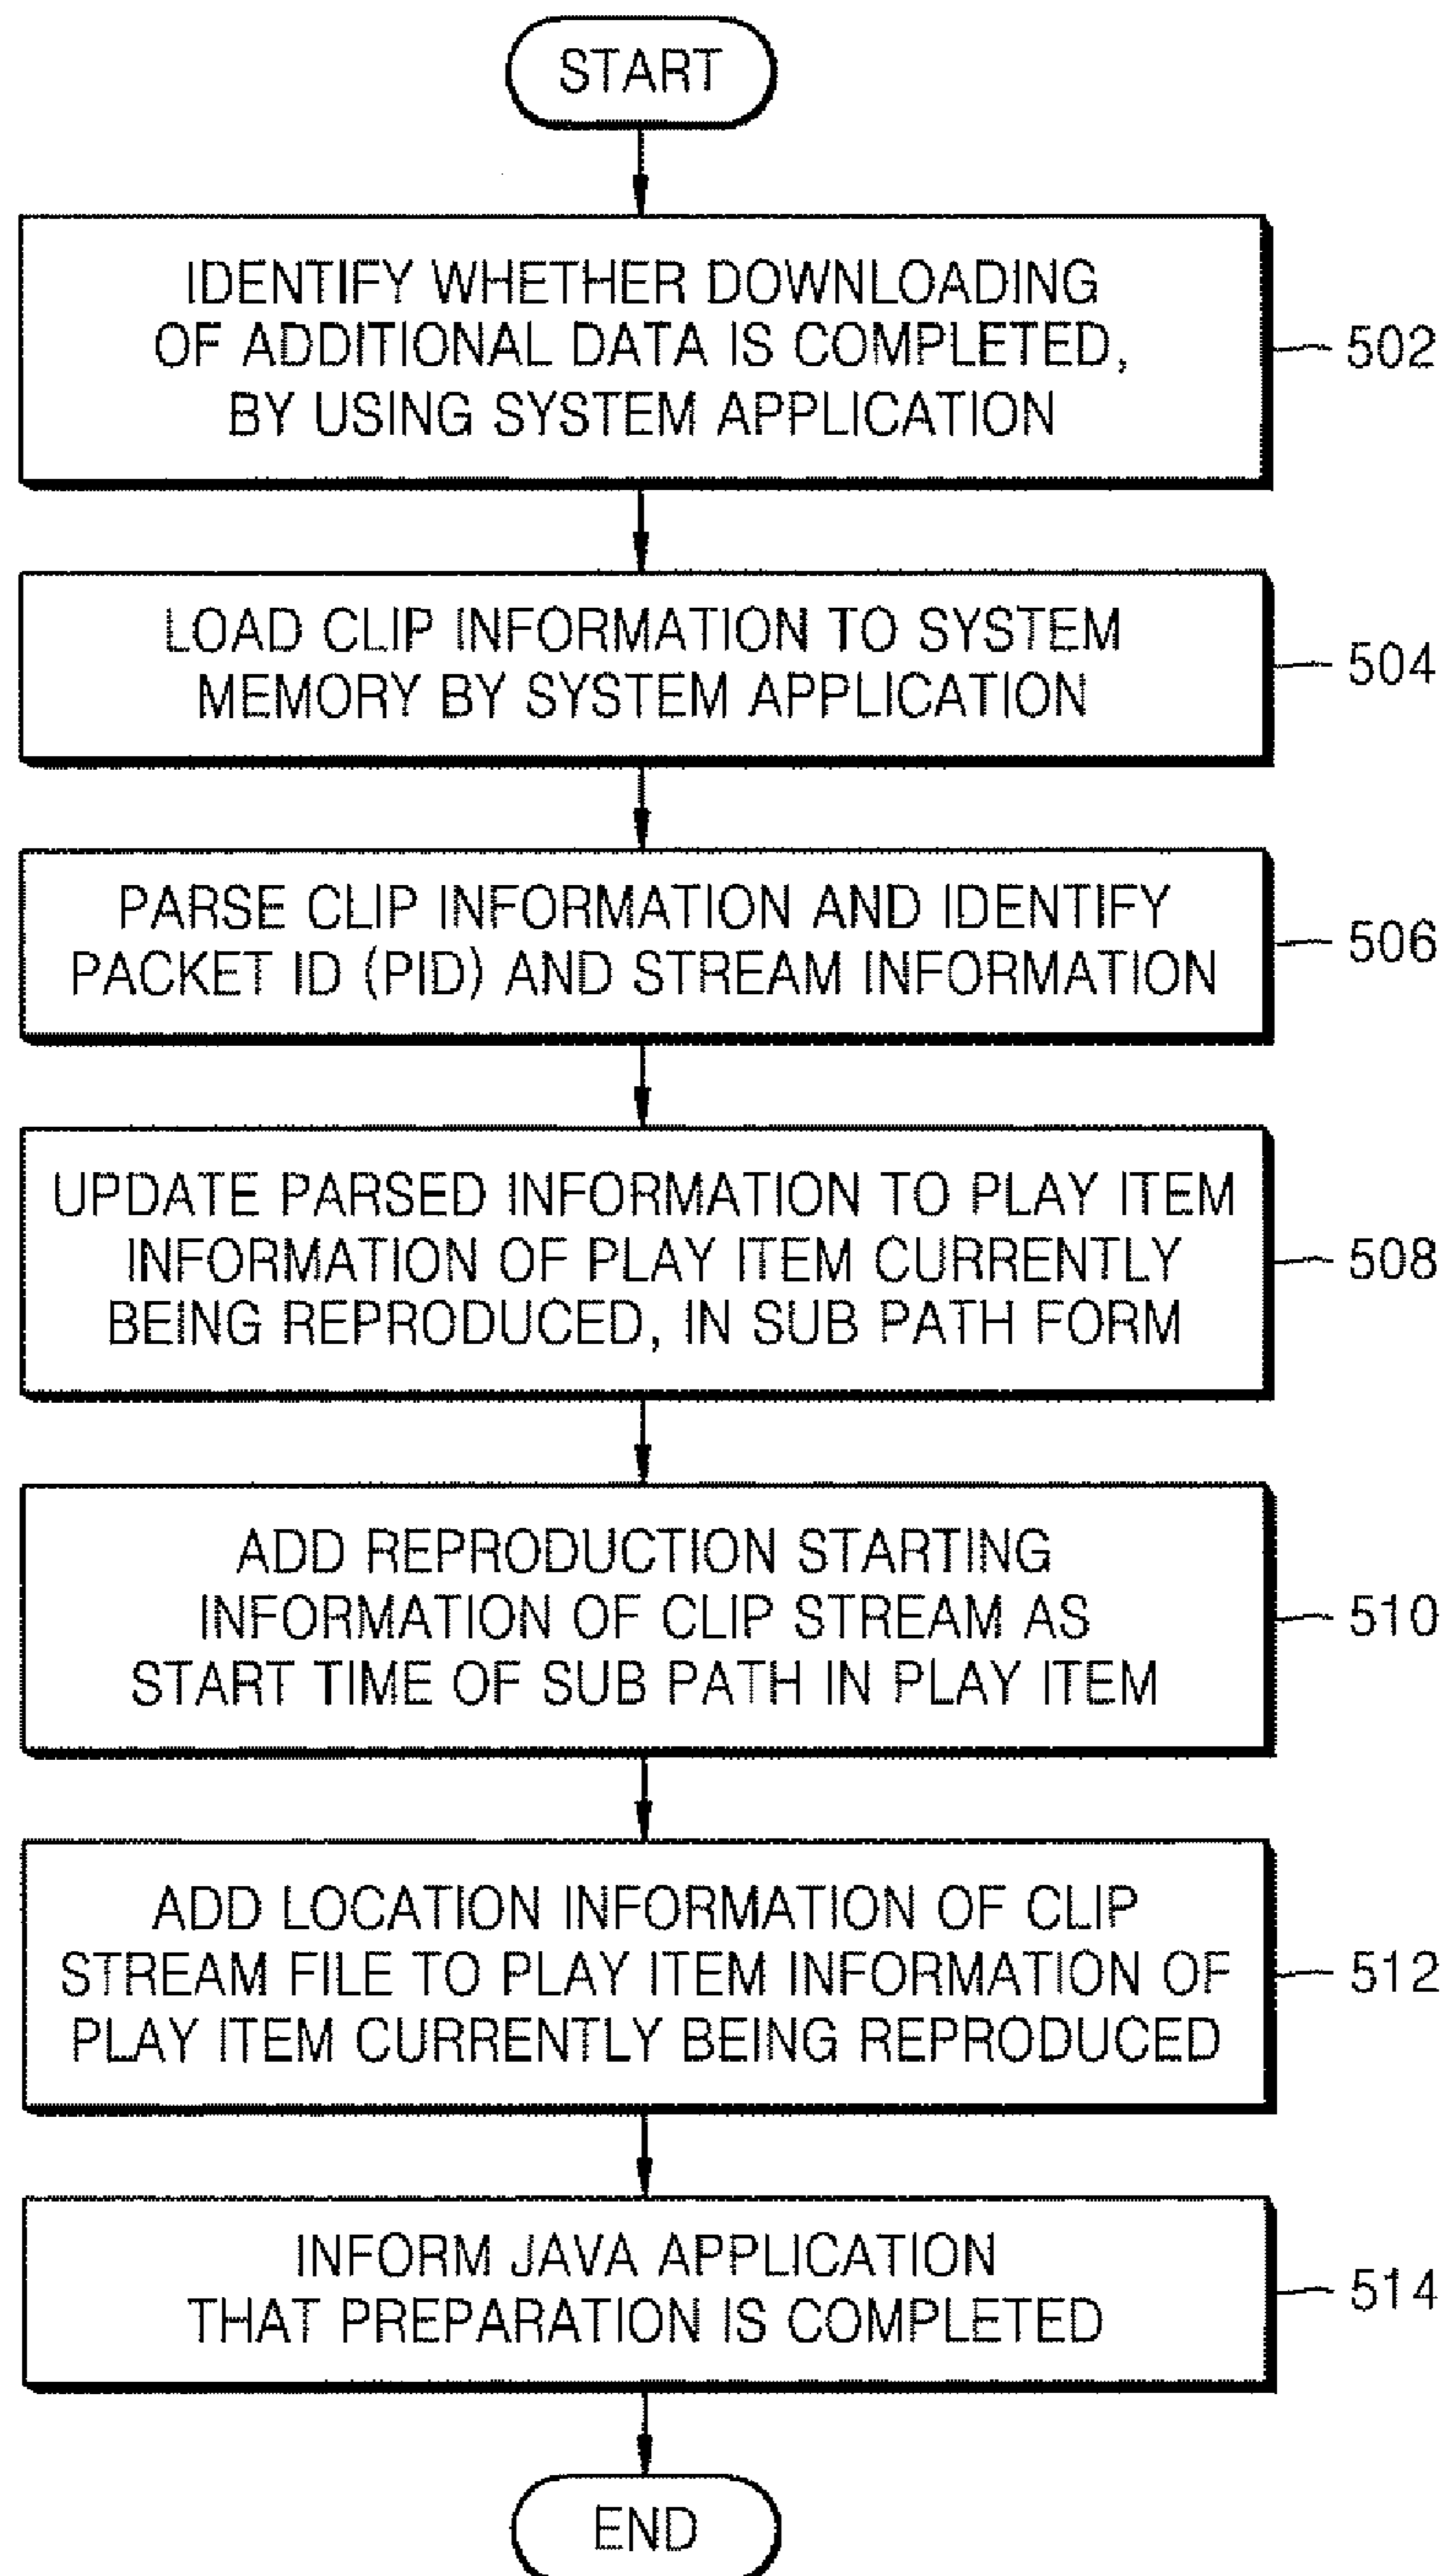 START
IDENTIFY WHETHER DOWNLOADING
OF ADDITIONAL DATA IS COMPLETED,
BY USING SYSTEM APPLICATION
502
LOAD CLIP INFORMATION TO SYSTEM
MEMORY BY SYSTEM APPLICATION
504
PARSE CLIP INFORMATION AND IDENTIFY
PACKET ID (PID) AND STREAM INFORMATION
506
UPDATE PARSED INFORMATION TO PLAY ITEM
INFORMATION OF PLAY ITEM CURRENTLY
BEING REPRODUCED, IN SUB PATH FORM
508
ADD REPRODUCTION STARTING
INFORMATION OF CLIP STREAM AS
START TIME OF SUB PATH IN PLAY ITEM
510
ADD LOCATION INFORMATION OF CLIP
STREAM FILE TO PLAY ITEM INFORMATION OF
PLAY ITEM CURRENTLY BEING REPRODUCED
512
INFORM JAVA APPLICATION
THAT PREPARATION IS COMPLETED
514
END